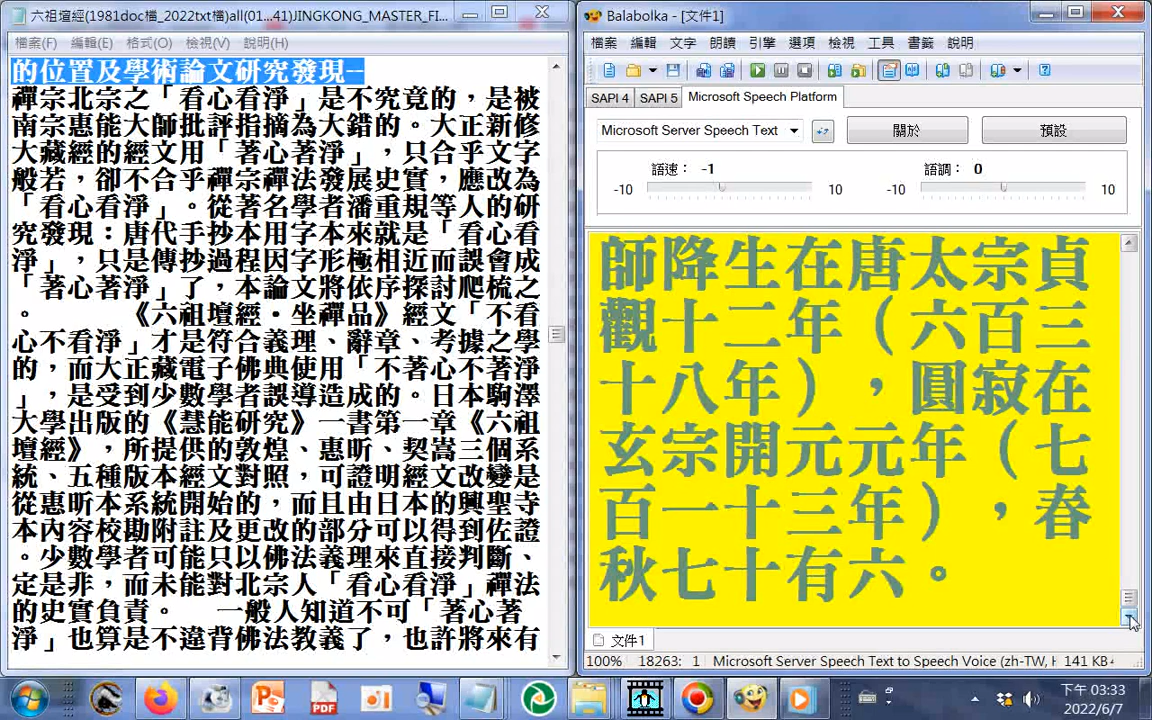 六祖壇經(1981doc檔_2022txt檔)all(01...41)JINGKONG_MASTER_FI...
檔案(F) 編輯(E) 格式(O) 檢視(V) 說明(H)
的位置及學術論文研究發現--
禪宗北宗之「看心看淨」是不究竟的，是被
南宗惠能大師批評指摘為大錯的。大正新修
大藏經的經文用「著心著淨」，只合乎文字
般若，卻不合乎禪宗禪法發展史實，應改為
「看心看淨」。從著名學者潘重規等人的研
究發現：唐代手抄本用字本來就是「看心看
淨」，只是傳抄過程因字形極相近而誤會成
「著心著淨」了，本論文將依序探討爬梳之
。 《六祖壇經・坐禪品》經文「不看
心不看淨」才是符合義理、辭章、考據之學
的，而大正藏電子佛典使用「不著心不著淨
」，是受到少數學者誤導造成的。日本駒澤
大學出版的《慧能研究》一書第一章《六祖
壇經》，所提供的敦煌、惠昕、契嵩三個系
統、五種版本經文對照，可證明經文改變是
從惠昕本系統開始的，而且由日本的興聖寺
本內容校勘附註及更改的部分可以得到佐證
。少數學者可能只以佛法義理來直接判斷、
定是非，而未能對北宗人「看心看淨」禪法
的史實負責。 一般人知道不可「著心著
淨」也算是不違背佛法教義了，也許將來有
Balabolka - [文件1]
檔案 編輯 文字 朗讀 引擎 選項 檢視 工具 書籤 說明
SAPI 4 SAPI 5 Microsoft Speech Platform
Microsoft Server Speech Text 關於 預設
語速： -1 語調： 0
-10 10 -10 10
師降生在唐太宗貞
觀十二年（六百三
十八年），圓寂在
玄宗開元元年（七
百一十三年），春
秋七十有六。
文件1
100% 18263: 1 Microsoft Server Speech Text to Speech Voice (zh-TW, H 141 KB
下午 03:33
2022/6/7